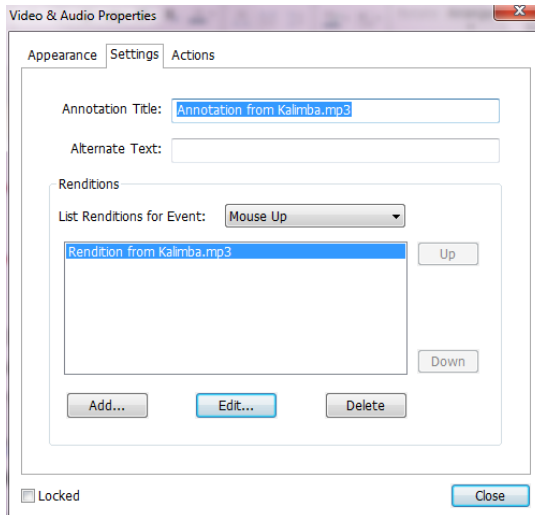 Video & Audio Properties
Appearance Settings Actions
Annotation Title: Annotation from Kalimba.mp3
Alternate Text:
Renditions
List Renditions for Event: Mouse Up
Rendition from Kalimba.mp3
Up
Down
Add... Edit... Delete
Locked Close